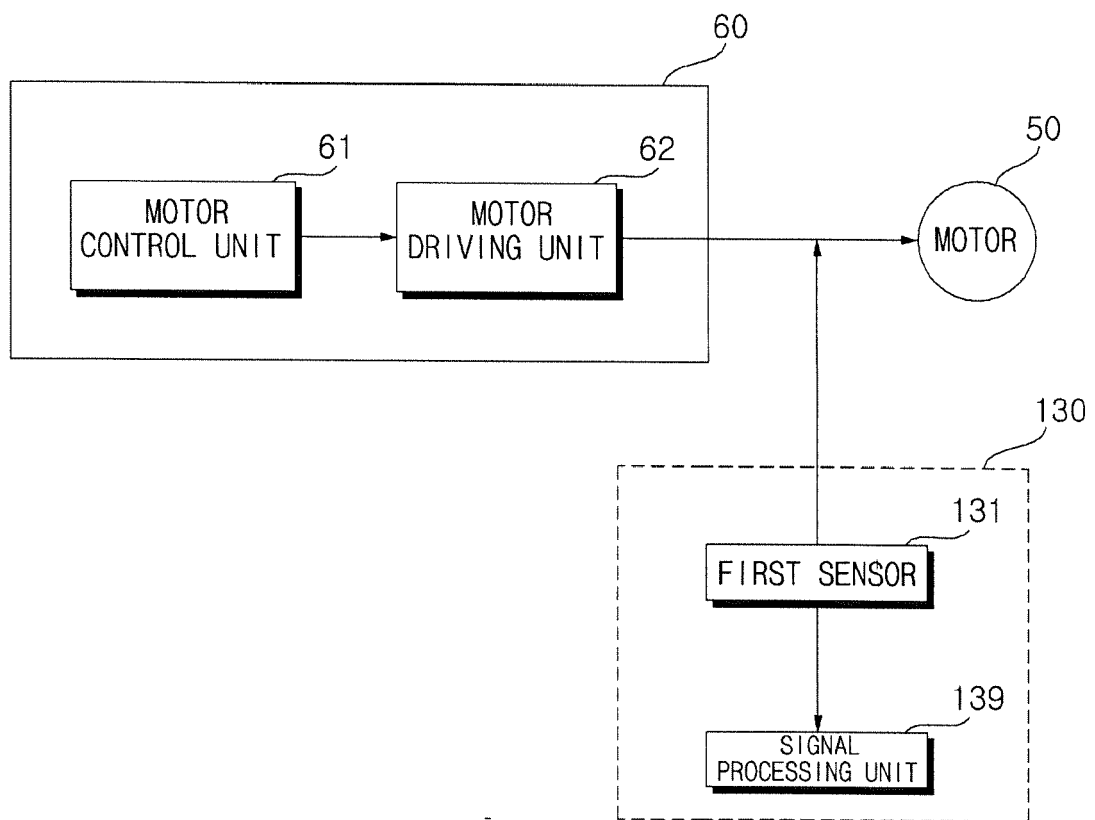 60
61
62
50
MOTOR
CONTROL UNIT
MOTOR
DRIVING UNIT
MOTOR
130
131
FIRST SENSOR
139
SIGNAL
PROCESSING UNIT